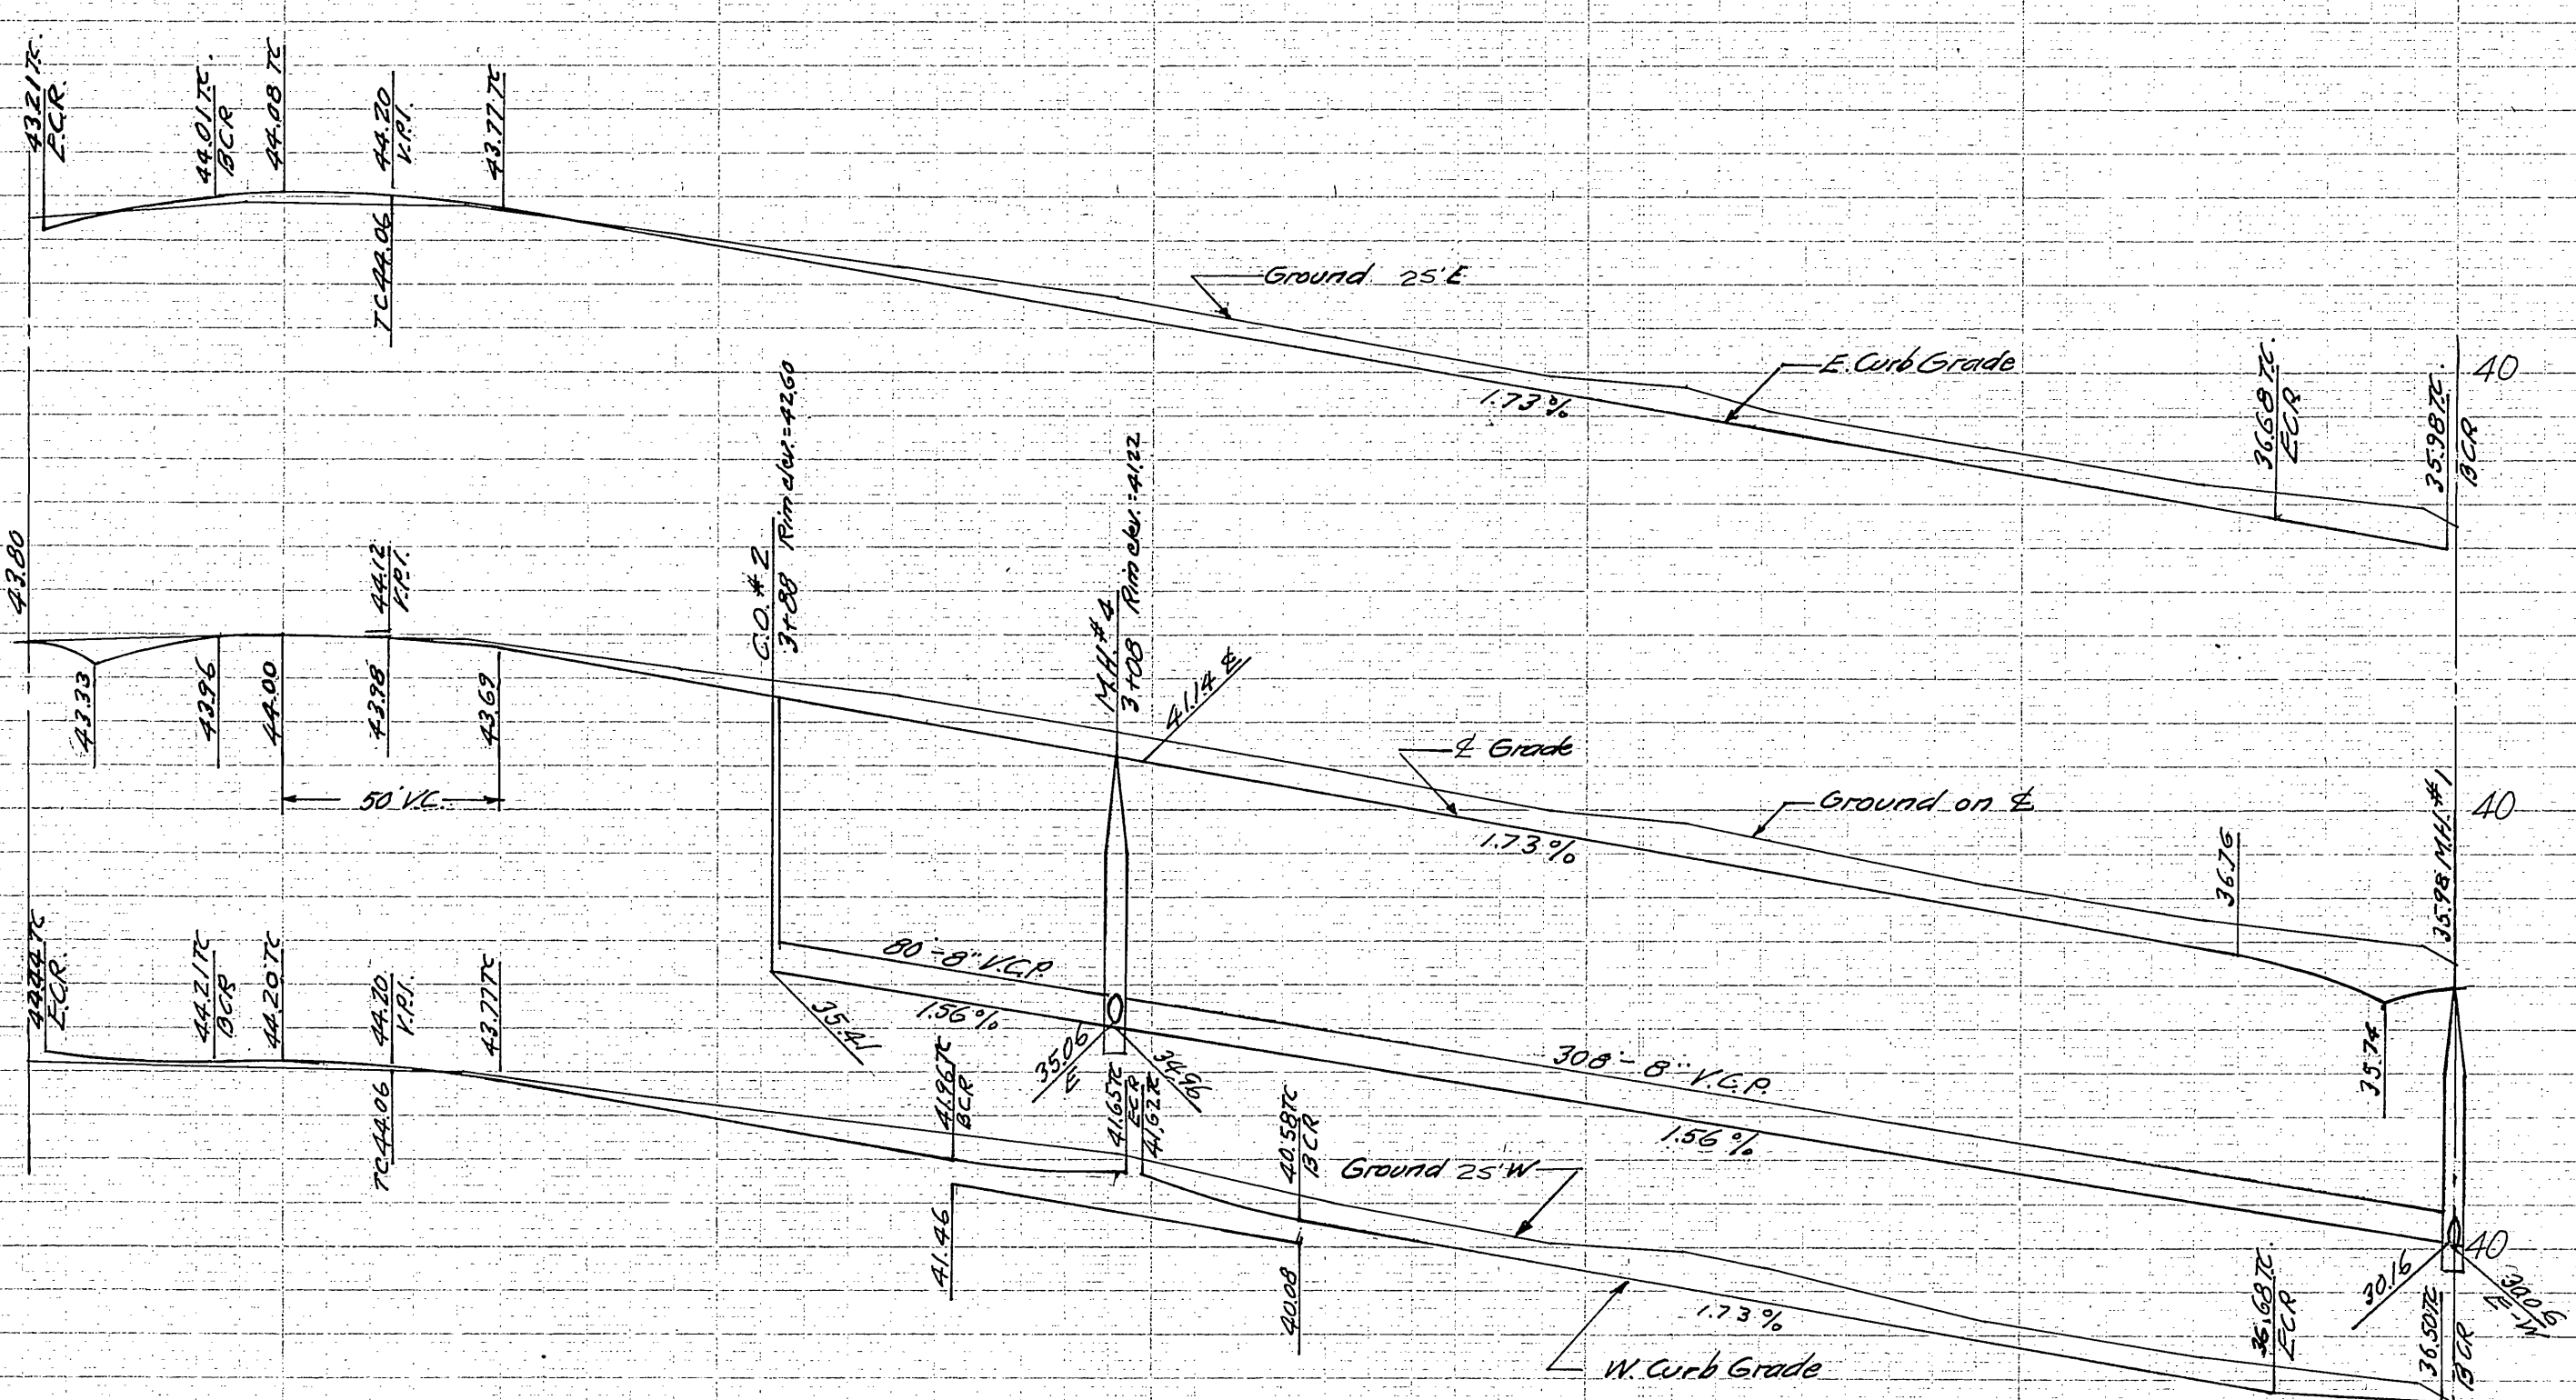 43.21 T.C.
E.C.R.
44.01 T.C.
BCR
44.08 TC
44.20
V.P.I.
43.77 TC
TC 44.06
Ground 25' E
E. Curb Grade
1.73 %
36.68 T.C.
ECR
35.98 T.C.
BCR
40
43.80
43.33
43.96
44.00
44.12
V.P.I.
43.98
43.69
50' V.C.
C.O. # 2
3+88 Rim elev. = 42.60
M.H. # 4
3+08 Rim elev. = 41.22
41.14 ℄
℄ Grade
1.73 %
Ground on ℄
36.76
35.74
35.98 M.H. # 1
40
80' - 8" V.C.P.
1.56 %
35.41
35.06
34.96
308' - 8" V.C.P.
1.56 %
30.16
30.06
44.44 TC
E.C.R.
44.21 TC
BCR
44.20 TC
44.20
V.P.I.
43.77 TC
TC 44.06
41.96 TC
BCR
41.65 TC
ECR
41.62 TC
40.58 TC
BCR
41.46
40.08
Ground 25' W
1.73 %
W. Curb Grade
36.68 T.C.
ECR
36.50 TC
BCR
40